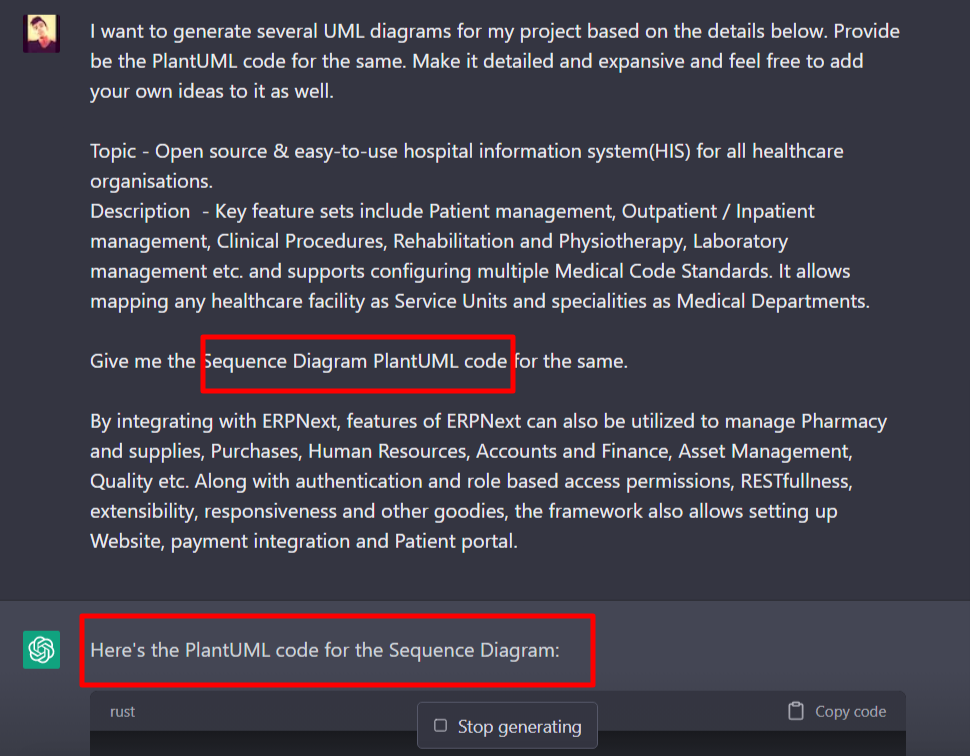 I want to generate several UML diagrams for my project based on the details below. Provide
be the PlantUML code for the same. Make it detailed and expansive and feel free to add
your own ideas to it as well.
Topic - Open source & easy-to-use hospital information system(HIS) for all healthcare
organisations.
Description  - Key feature sets include Patient management, Outpatient / Inpatient
management, Clinical Procedures, Rehabilitation and Physiotherapy, Laboratory
management etc. and supports configuring multiple Medical Code Standards. It allows
mapping any healthcare facility as Service Units and specialities as Medical Departments.
Give me the Sequence Diagram PlantUML code for the same.
By integrating with ERPNext, features of ERPNext can also be utilized to manage Pharmacy
and supplies, Purchases, Human Resources, Accounts and Finance, Asset Management,
Quality etc. Along with authentication and role based access permissions, RESTfullness,
extensibility, responsiveness and other goodies, the framework also allows setting up
Website, payment integration and Patient portal.
Here's the PlantUML code for the Sequence Diagram:
rust
Copy code
Stop generating